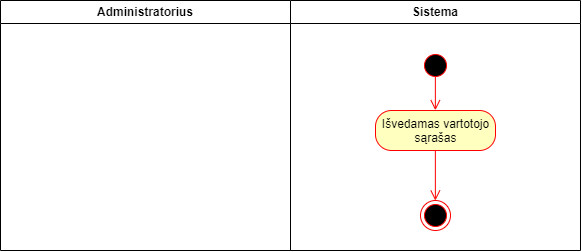 Administratorius
Sistema
Išvedamas vartotojo
sąrašas